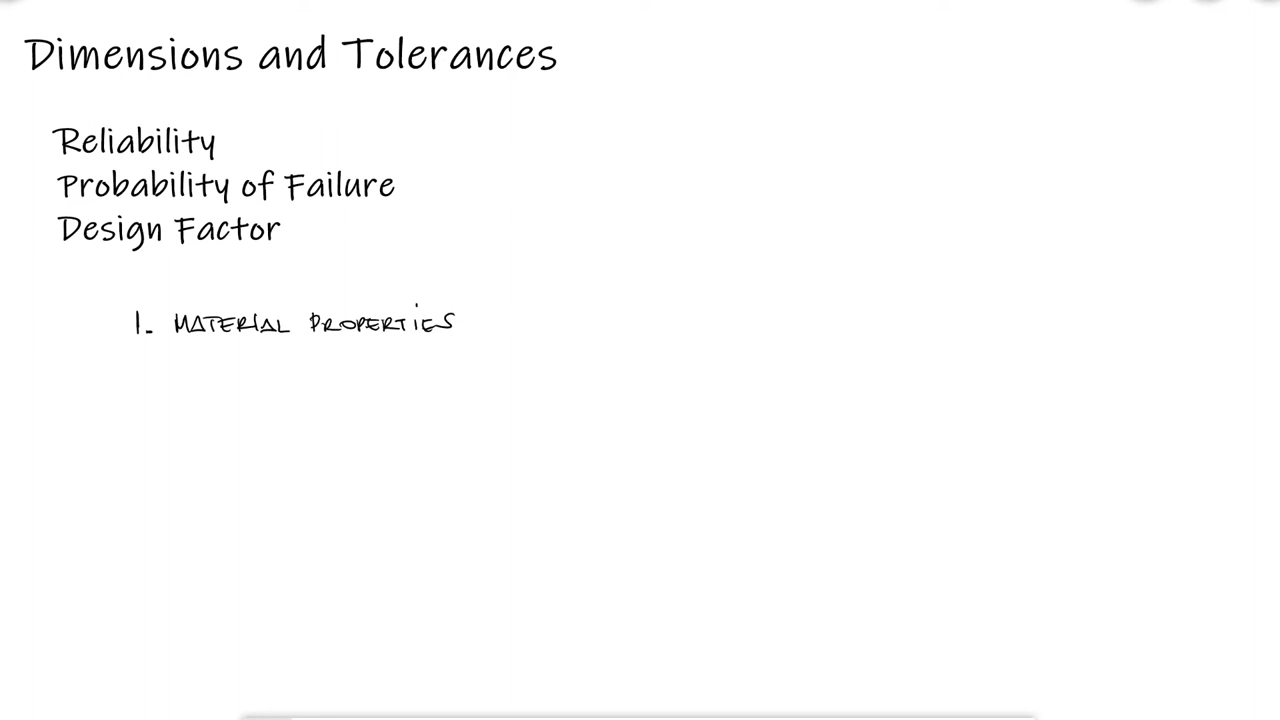 Dimensions and Tolerances
Reliability
Probability of Failure
Design Factor
1. MATERIAL PROPERTIES